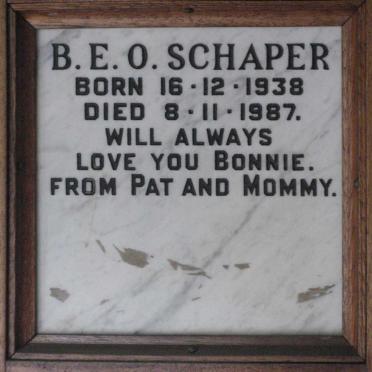 B. E. O. SCHAPER
BORN 16·12·1938
DIED 8·11·1987.
WILL ALWAYS
LOVE YOU BONNIE.
FROM PAT AND MOMMY.